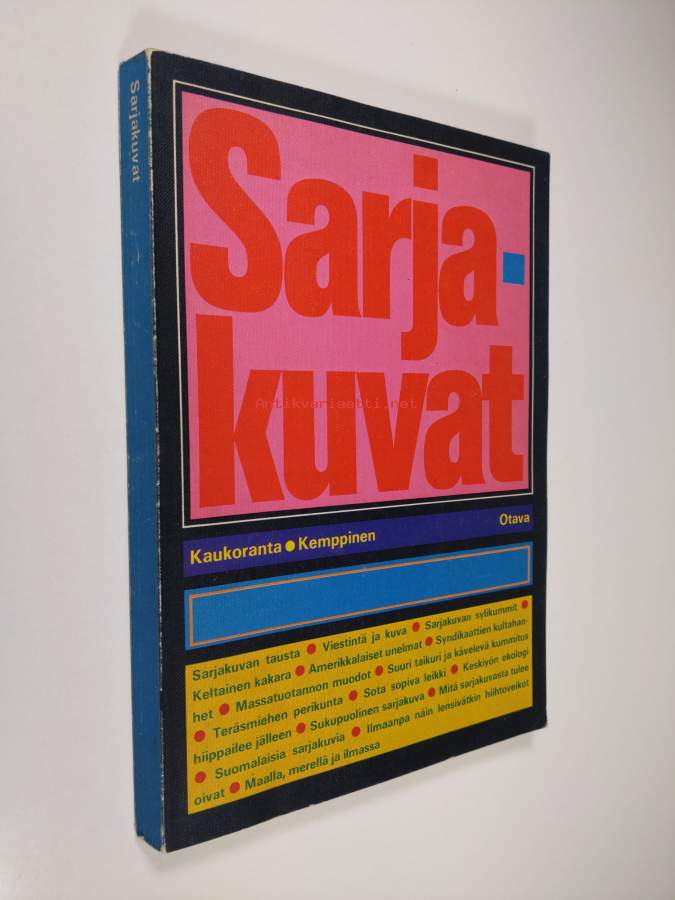 Sarjakuvat
Sarja-
kuvat
Antikvariaatti.net
Kaukoranta ● Kemppinen
Otava
Sarjakuvan tausta ● Viestintä ja kuva ● Sarjakuvan sylikummit ●
Keltainen kakara ● Amerikkalaiset unelmat ● Syndikaattien kultahan-
het ● Massatuotannon muodot ● Suuri taikuri ja kävelevä kummitus
● Teräsmiehen perikunta ● Sota sopiva leikki ● Keskiyön ekologi
hiippailee jälleen ● Sukupuolinen sarjakuva ● Mitä sarjakuvasta tulee
● Suomalaisia sarjakuvia ● Ilmaanpa näin lensivätkin hiihtoveikot
oivat ● Maalla, merellä ja ilmassa